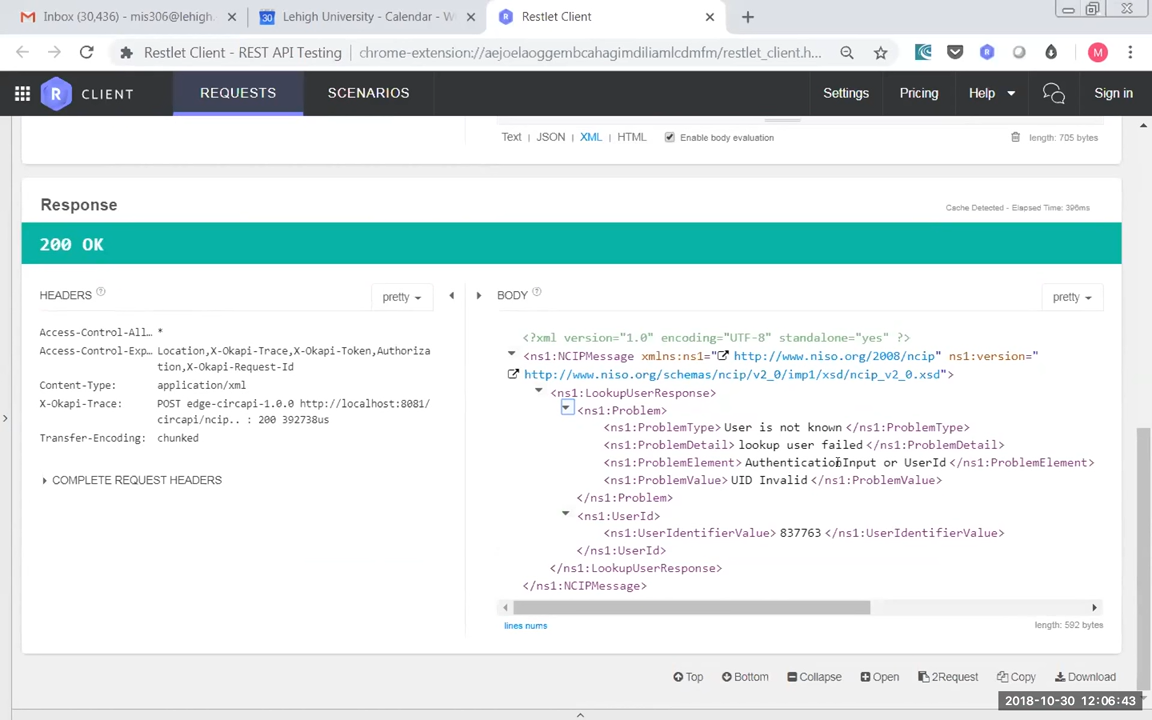 Inbox (30,436) - mis306@lehigh.
Lehigh University - Calendar - W
Restlet Client
Restlet Client - REST API Testing
chrome-extension://aejoelaoggembcahagimdiliamlcdmfm/restlet_client.h...
M
R CLIENT
REQUESTS
SCENARIOS
Settings
Pricing
Help
Sign in
Text | JSON | XML | HTML
Enable body evaluation
length: 705 bytes
Response
Cache Detected - Elapsed Time: 396ms
200 OK
HEADERS
pretty
BODY
pretty
Access-Control-All… *
Access-Control-Exp… Location,X-Okapi-Trace,X-Okapi-Token,Authoriza
tion,X-Okapi-Request-Id
Content-Type: application/xml
X-Okapi-Trace: POST edge-circapi-1.0.0 http://localhost:8081/
circapi/ncip.. : 200 392738us
Transfer-Encoding: chunked
COMPLETE REQUEST HEADERS
<?xml version="1.0" encoding="UTF-8" standalone="yes" ?>
<ns1:NCIPMessage xmlns:ns1=" http://www.niso.org/2008/ncip" ns1:version="
http://www.niso.org/schemas/ncip/v2_0/imp1/xsd/ncip_v2_0.xsd">
<ns1:LookupUserResponse>
<ns1:Problem>
<ns1:ProblemType> User is not known </ns1:ProblemType>
<ns1:ProblemDetail> lookup user failed </ns1:ProblemDetail>
<ns1:ProblemElement> AuthenticationInput or UserId </ns1:ProblemElement>
<ns1:ProblemValue> UID Invalid </ns1:ProblemValue>
</ns1:Problem>
<ns1:UserId>
<ns1:UserIdentifierValue> 837763 </ns1:UserIdentifierValue>
</ns1:UserId>
</ns1:LookupUserResponse>
</ns1:NCIPMessage>
lines nums
length: 592 bytes
Top
Bottom
Collapse
Open
2Request
Copy
Download
2018-10-30 12:06:43